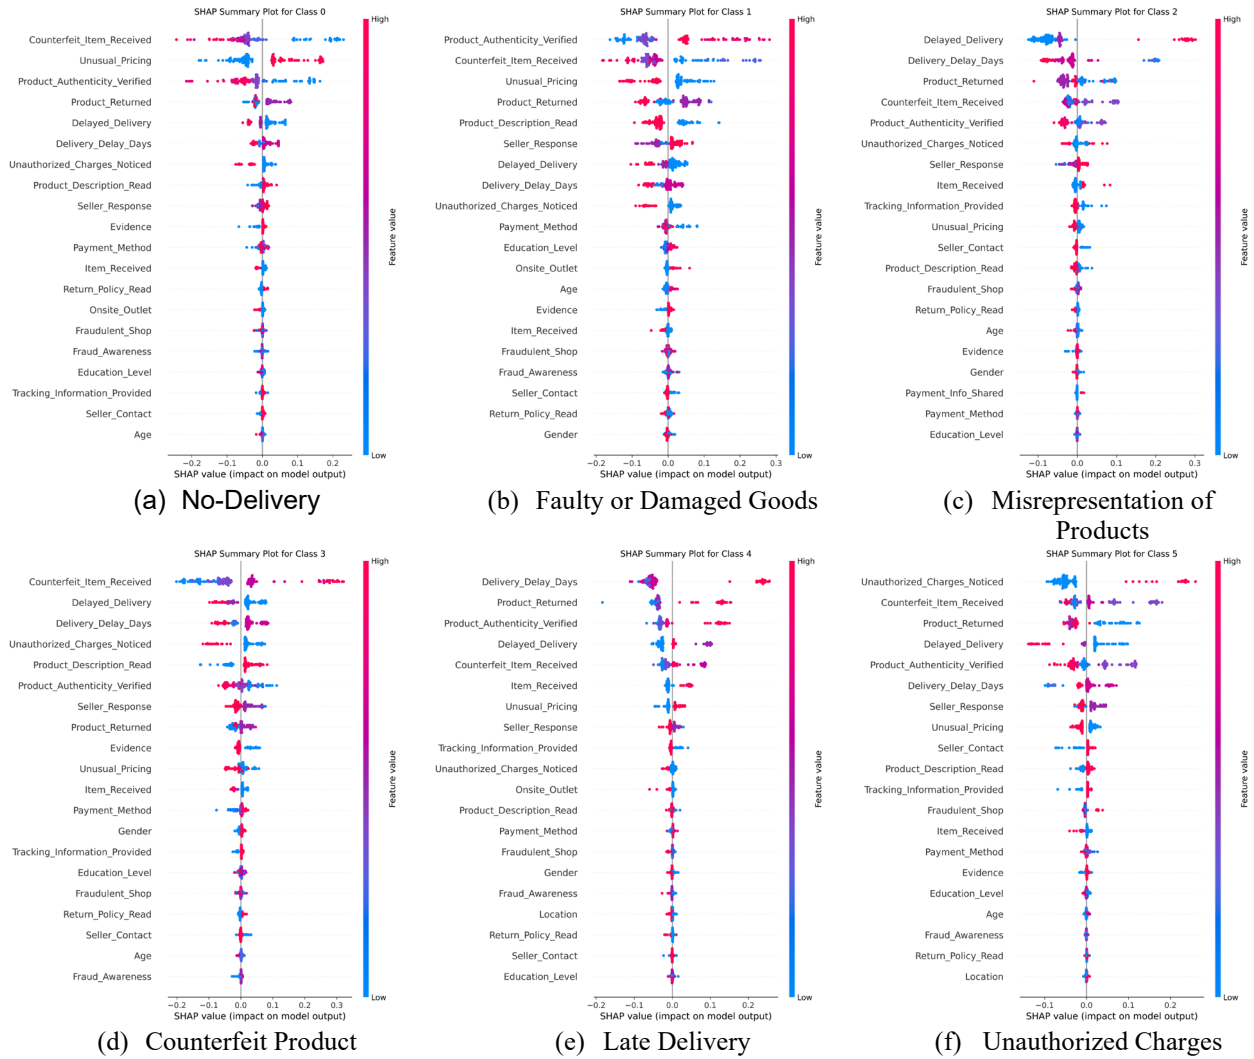 SHAP Summary Plot for Class 0
High
Counterfeit_Item_Received
Unusual_Pricing
Product_Authenticity_Verified
Product_Returned
Delayed_Delivery
Delivery_Delay_Days
Unauthorized_Charges_Noticed
Product_Description_Read
Seller_Response
Evidence
Payment_Method
Item_Received
Return_Policy_Read
Onsite_Outlet
Fraudulent_Shop
Fraud_Awareness
Education_Level
Tracking_Information_Provided
Seller_Contact
Age
Feature value
Low
−0.2 −0.1 0.0 0.1 0.2
SHAP value (impact on model output)
(a) No-Delivery
SHAP Summary Plot for Class 1
High
Product_Authenticity_Verified
Counterfeit_Item_Received
Unusual_Pricing
Product_Returned
Product_Description_Read
Seller_Response
Delayed_Delivery
Delivery_Delay_Days
Unauthorized_Charges_Noticed
Payment_Method
Education_Level
Onsite_Outlet
Age
Evidence
Item_Received
Fraudulent_Shop
Fraud_Awareness
Seller_Contact
Return_Policy_Read
Gender
Feature value
Low
−0.2 −0.1 0.0 0.1 0.2 0.3
SHAP value (impact on model output)
(b) Faulty or Damaged Goods
SHAP Summary Plot for Class 2
High
Delayed_Delivery
Delivery_Delay_Days
Product_Returned
Counterfeit_Item_Received
Product_Authenticity_Verified
Unauthorized_Charges_Noticed
Seller_Response
Item_Received
Tracking_Information_Provided
Unusual_Pricing
Seller_Contact
Product_Description_Read
Fraudulent_Shop
Return_Policy_Read
Age
Evidence
Gender
Payment_Info_Shared
Payment_Method
Education_Level
Feature value
Low
−0.1 0.0 0.1 0.2 0.3
SHAP value (impact on model output)
(c) Misrepresentation of
Products
SHAP Summary Plot for Class 3
High
Counterfeit_Item_Received
Delayed_Delivery
Delivery_Delay_Days
Unauthorized_Charges_Noticed
Product_Description_Read
Product_Authenticity_Verified
Seller_Response
Product_Returned
Evidence
Unusual_Pricing
Item_Received
Payment_Method
Gender
Tracking_Information_Provided
Education_Level
Fraudulent_Shop
Return_Policy_Read
Seller_Contact
Age
Fraud_Awareness
Feature value
Low
−0.2 −0.1 0.0 0.1 0.2 0.3
SHAP value (impact on model output)
(d) Counterfeit Product
SHAP Summary Plot for Class 4
High
Delivery_Delay_Days
Product_Returned
Product_Authenticity_Verified
Delayed_Delivery
Counterfeit_Item_Received
Item_Received
Unusual_Pricing
Seller_Response
Tracking_Information_Provided
Unauthorized_Charges_Noticed
Onsite_Outlet
Product_Description_Read
Payment_Method
Fraudulent_Shop
Gender
Fraud_Awareness
Location
Return_Policy_Read
Seller_Contact
Education_Level
Feature value
Low
−0.2 −0.1 0.0 0.1 0.2
SHAP value (impact on model output)
(e) Late Delivery
SHAP Summary Plot for Class 5
High
Unauthorized_Charges_Noticed
Counterfeit_Item_Received
Product_Returned
Delayed_Delivery
Product_Authenticity_Verified
Delivery_Delay_Days
Seller_Response
Unusual_Pricing
Seller_Contact
Product_Description_Read
Tracking_Information_Provided
Fraudulent_Shop
Item_Received
Payment_Method
Evidence
Education_Level
Age
Fraud_Awareness
Return_Policy_Read
Location
Feature value
Low
−0.1 0.0 0.1 0.2
SHAP value (impact on model output)
(f) Unauthorized Charges